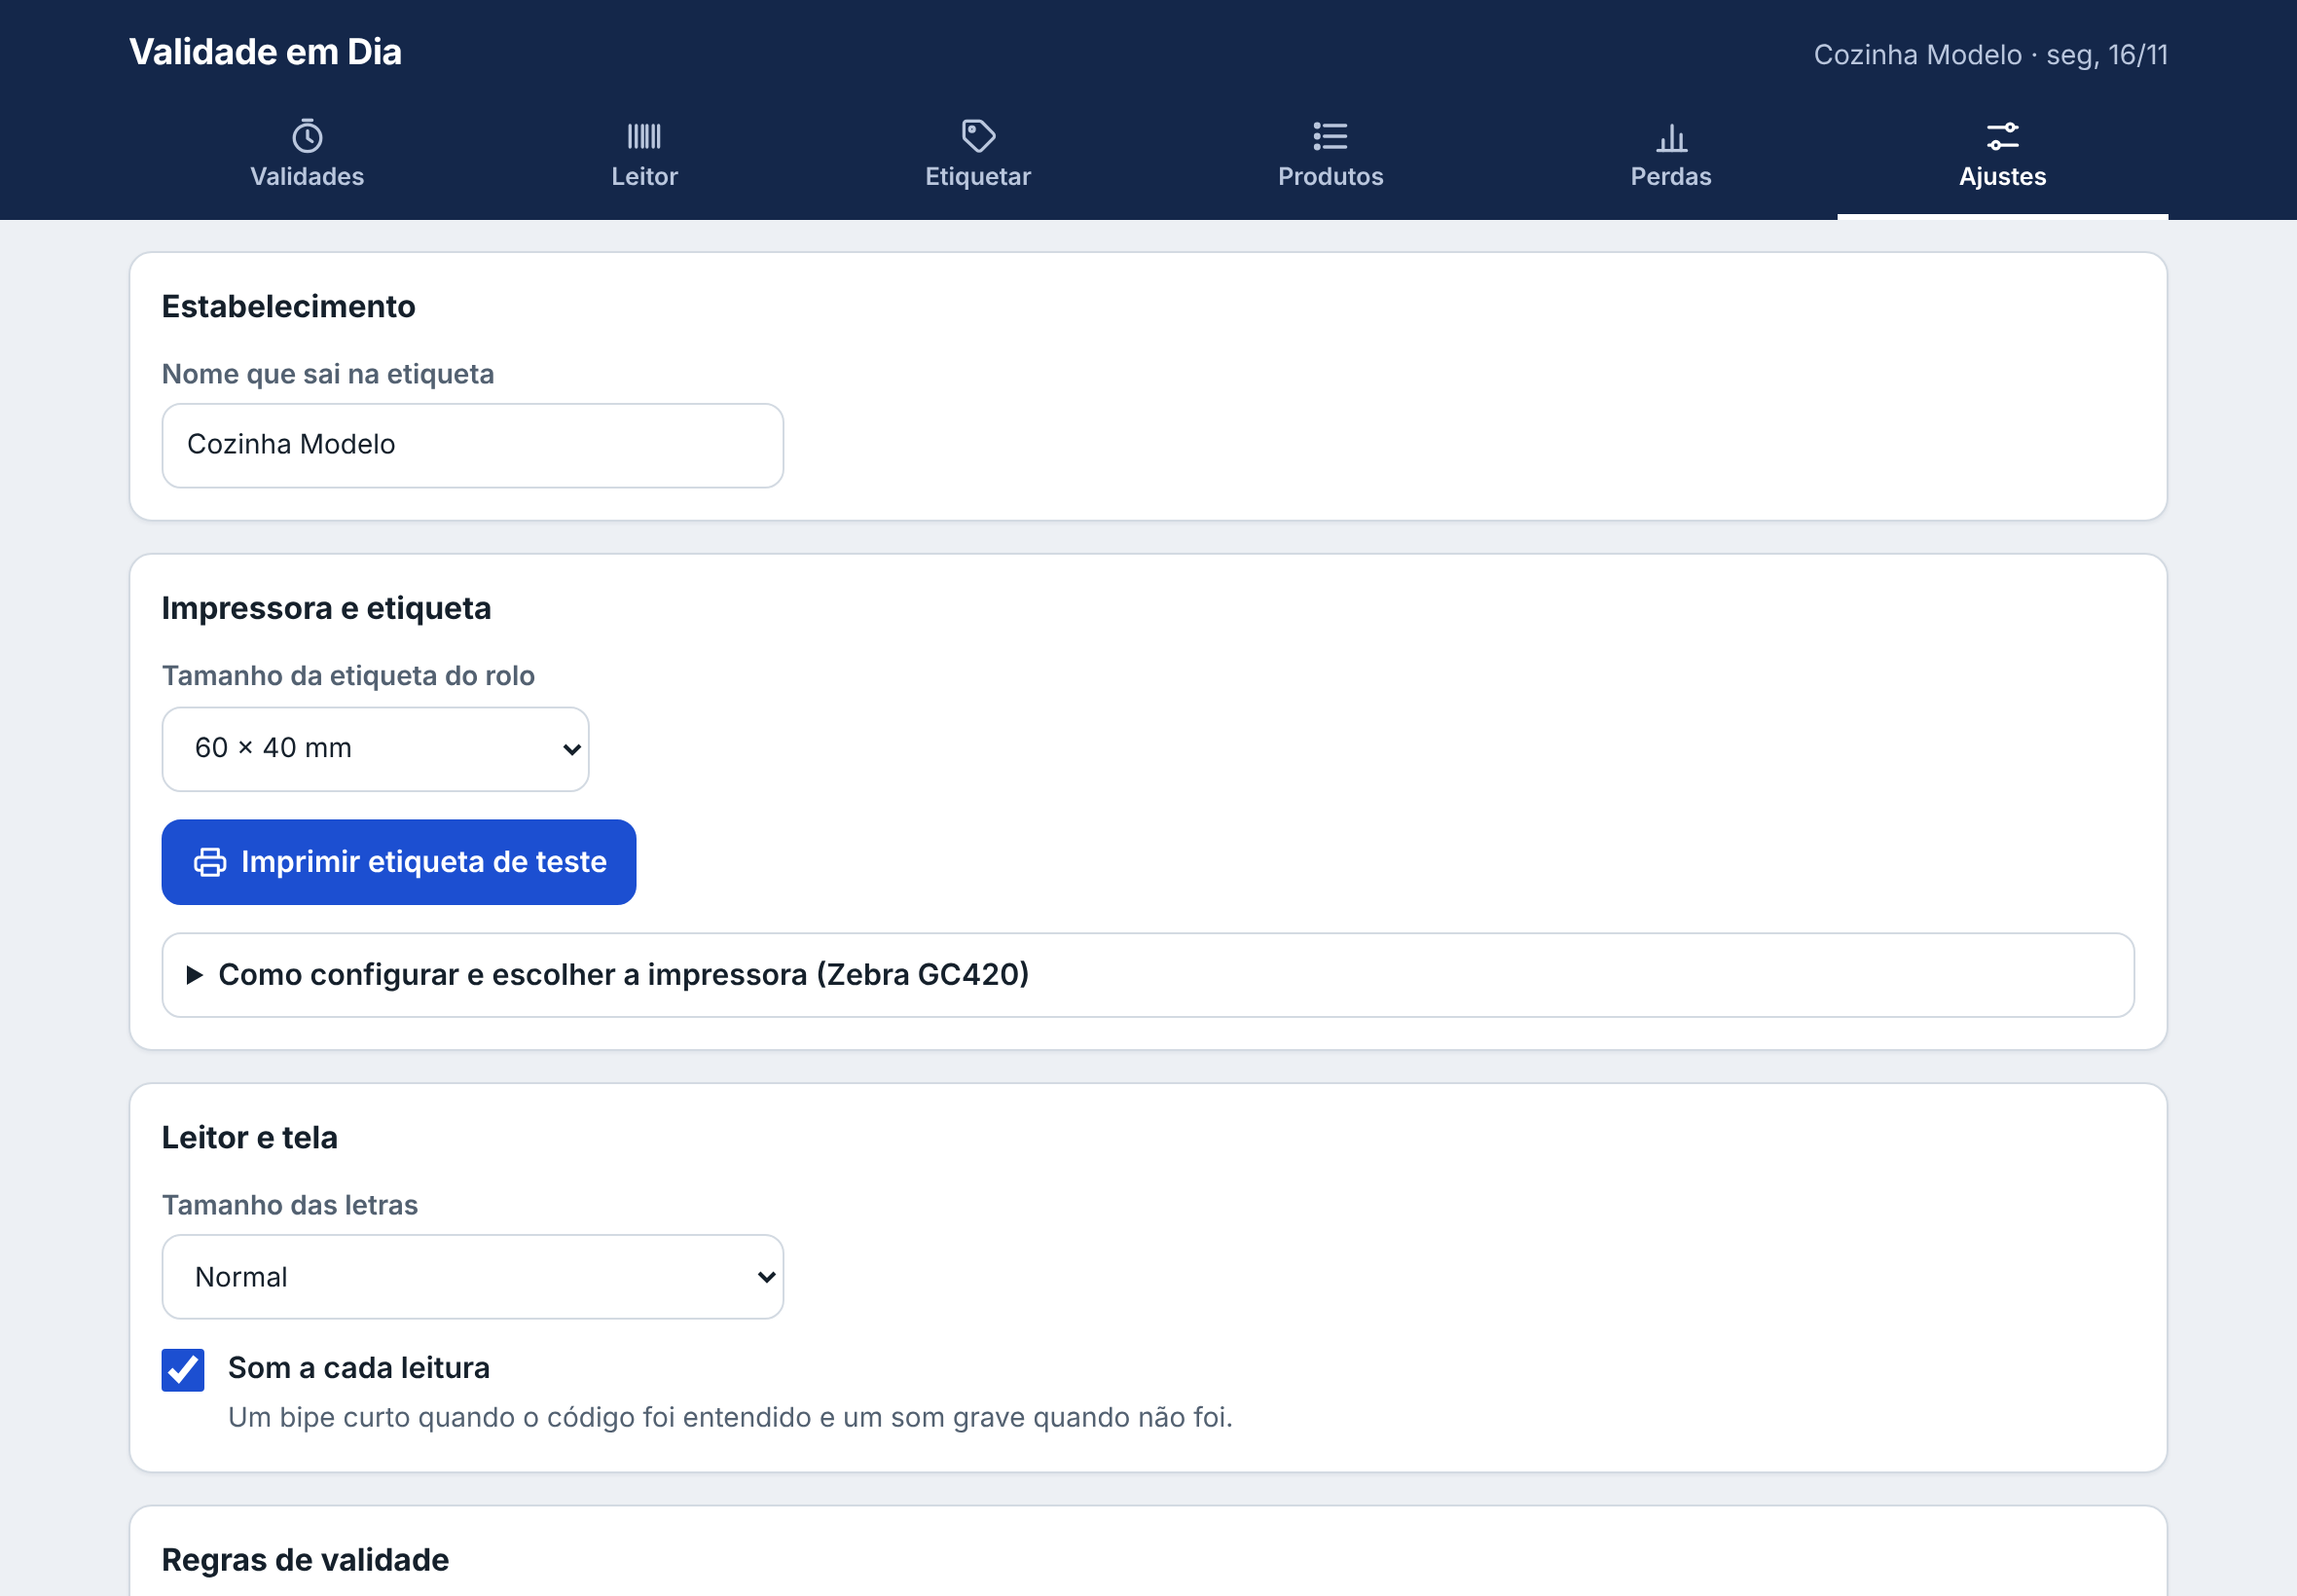 Validade em Dia
Cozinha Modelo · seg, 16/11
Validades
Leitor
Etiquetar
Produtos
Perdas
Ajustes
Estabelecimento
Nome que sai na etiqueta
Cozinha Modelo
Impressora e etiqueta
Tamanho da etiqueta do rolo
60 × 40 mm
Imprimir etiqueta de teste
Como configurar e escolher a impressora (Zebra GC420)
Leitor e tela
Tamanho das letras
Normal
Som a cada leitura
Um bipe curto quando o código foi entendido e um som grave quando não foi.
Regras de validade